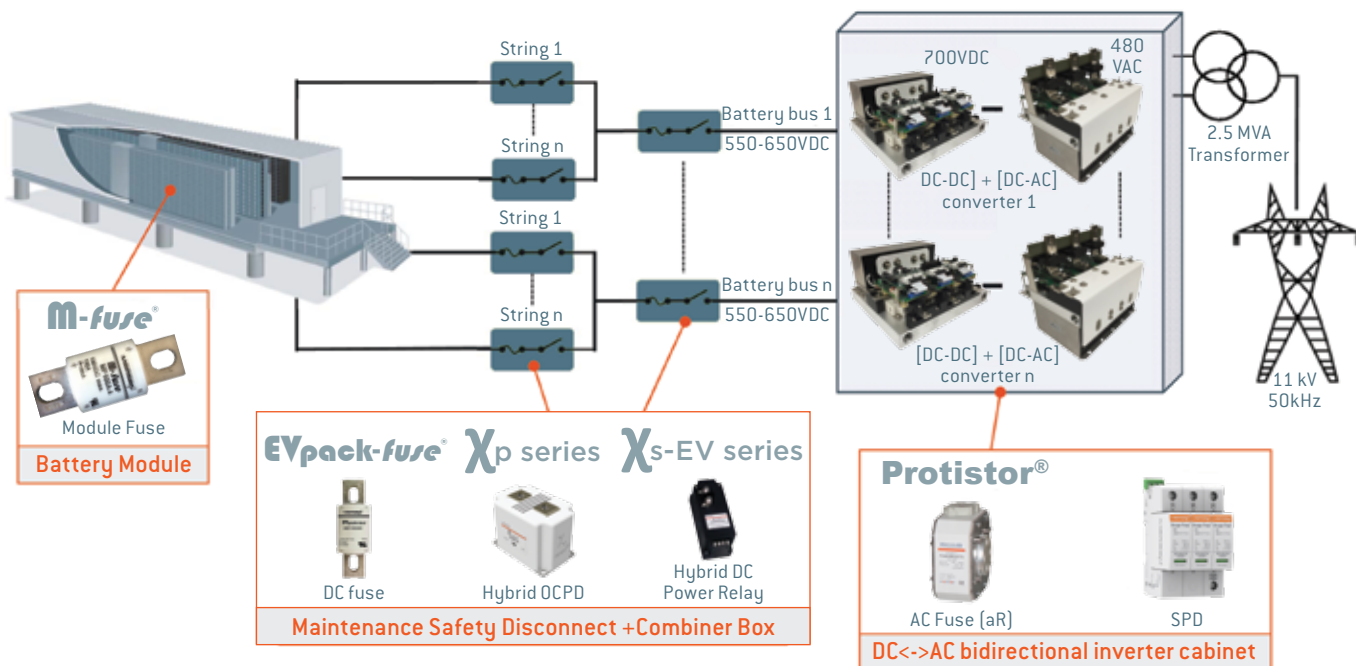 String 1
String n
String 1
String n
Battery bus 1
550-650VDC
Battery bus n
550-650VDC
700VDC
480
VAC
DC-DC] + [DC-AC]
converter 1
[DC-DC] + [DC-AC]
converter n
2.5 MVA
Transformer
11 kV
50kHz
M-fuse®
Module Fuse
Battery Module
EVpack-fuse®
Xp series
Xs-EV series
DC fuse
Hybrid OCPD
Hybrid DC
Power Relay
Maintenance Safety Disconnect +Combiner Box
Protistor®
AC Fuse (aR)
SPD
DC<->AC bidirectional inverter cabinet